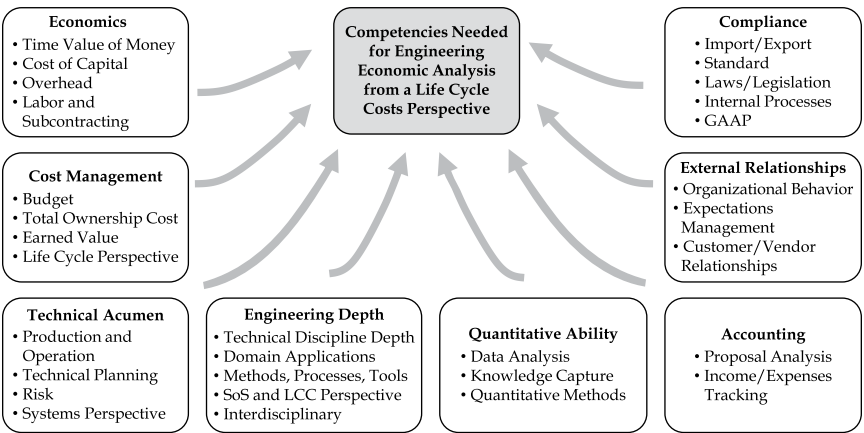 Economics
• Time Value of Money
• Cost of Capital
• Overhead
• Labor and
Subcontracting
Competencies Needed
for Engineering
Economic Analysis
from a Life Cycle
Costs Perspective
Compliance
• Import/Export
• Standard
• Laws/Legislation
• Internal Processes
• GAAP
Cost Management
• Budget
• Total Ownership Cost
• Earned Value
• Life Cycle Perspective
External Relationships
• Organizational Behavior
• Expectations
Management
• Customer/Vendor
Relationships
Technical Acumen
• Production and
Operation
• Technical Planning
• Risk
• Systems Perspective
Engineering Depth
• Technical Discipline Depth
• Domain Applications
• Methods, Processes, Tools
• SoS and LCC Perspective
• Interdisciplinary
Quantitative Ability
• Data Analysis
• Knowledge Capture
• Quantitative Methods
Accounting
• Proposal Analysis
• Income/Expenses
Tracking